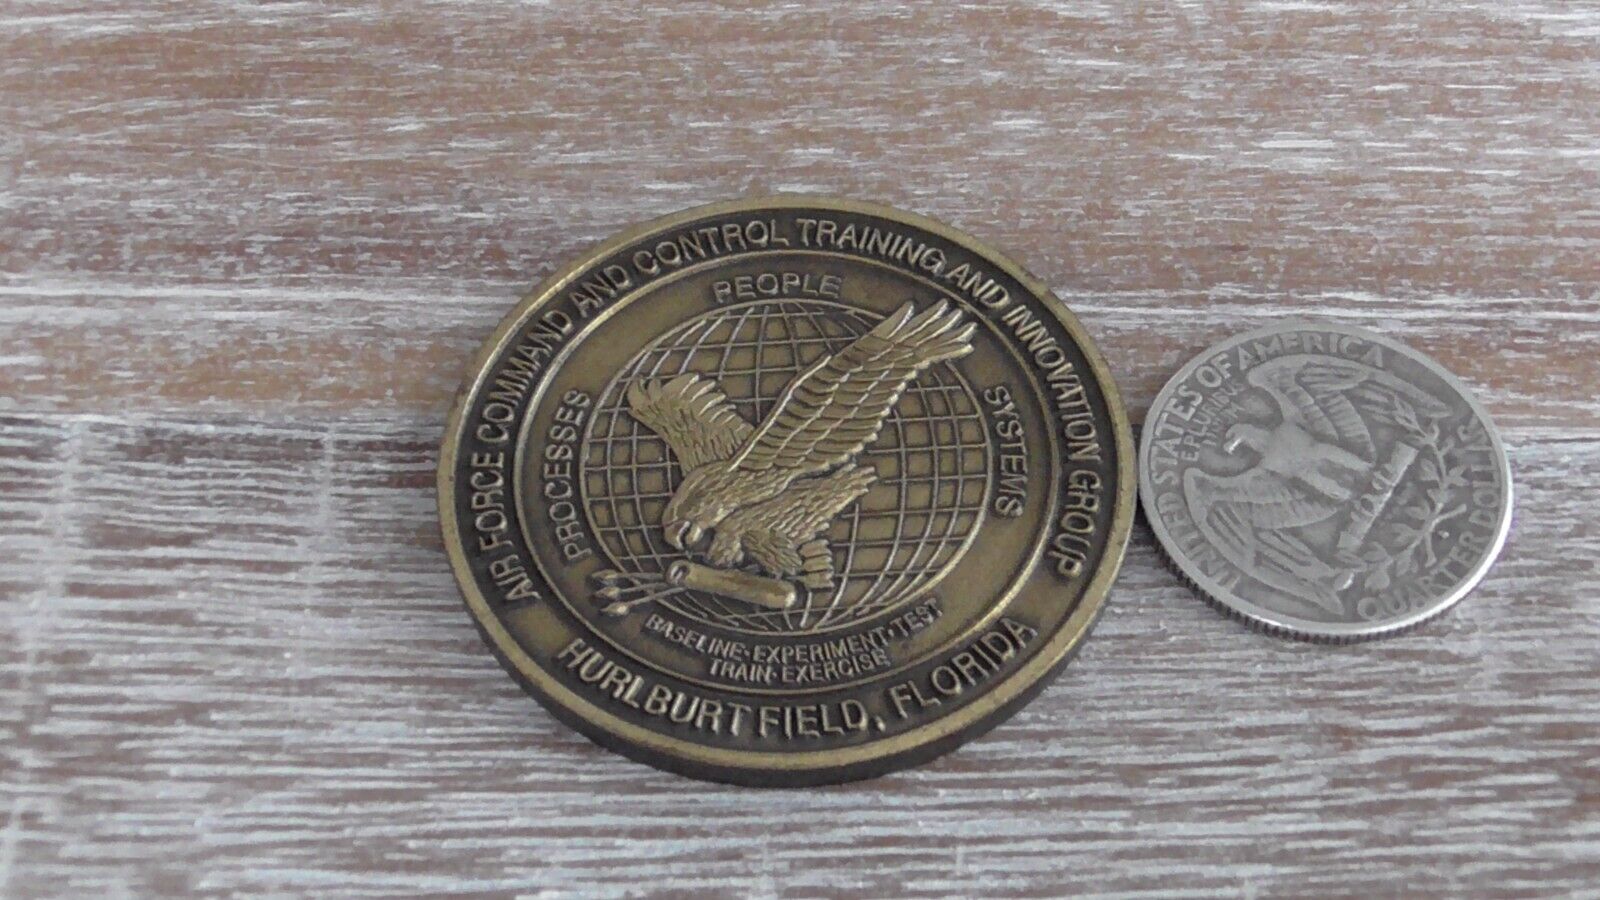 AIR FORCE COMMAND AND CONTROL TRAINING AND INNOVATION GROUP
PEOPLE
PROCESSES
SYSTEMS
BASELINE·EXPERIMENT·TEST
TRAIN·EXERCISE
HURLBURT FIELD, FLORIDA
UNITED STATES OF AMERICA
E PLURIBUS
UNUM
QUARTER DOLLAR